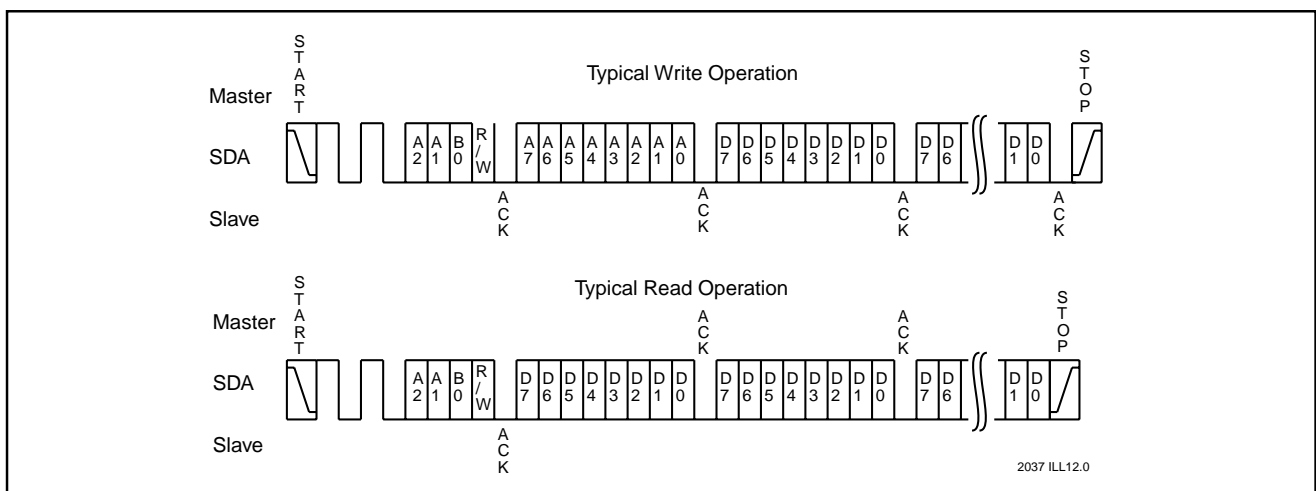 START
Typical Write Operation
STOP
Master
SDA
A2 A1 B0 R/W A7 A6 A5 A4 A3 A2 A1 A0 D7 D6 D5 D4 D3 D2 D1 D0 D7 D6 D1 D0
Slave
ACK ACK ACK ACK
START
Typical Read Operation
STOP
Master
ACK ACK
SDA
A2 A1 B0 R/W D7 D6 D5 D4 D3 D2 D1 D0 D7 D6 D5 D4 D3 D2 D1 D0 D7 D6 D1 D0
Slave
ACK
2037 ILL12.0